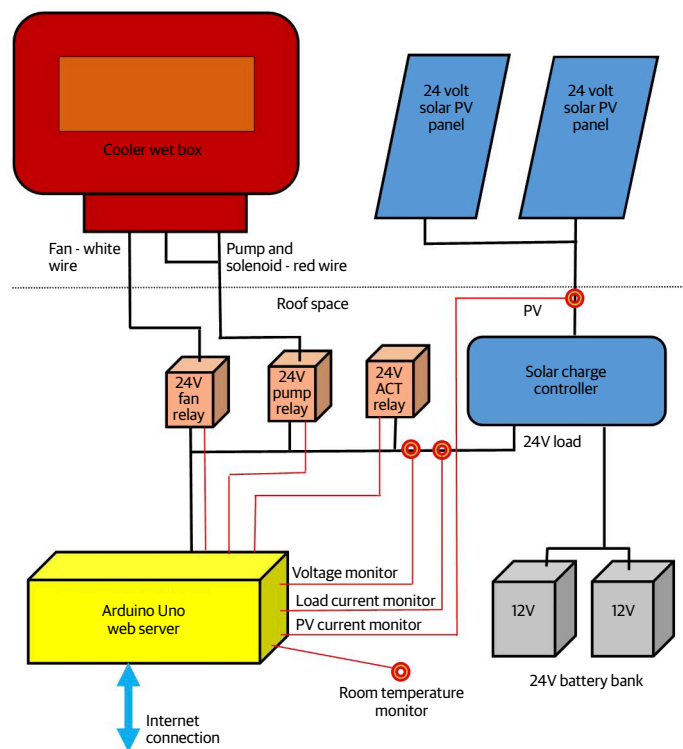 24 volt
solar PV
panel
24 volt
solar PV
panel
Cooler wet box
Fan - white
wire
Pump and
solenoid - red wire
Roof space
PV
24V
fan
relay
24V
pump
relay
24V
ACT
relay
Solar charge
controller
24V load
Voltage monitor
Load current monitor
PV current monitor
Arduino Uno
web server
12V
12V
24V battery bank
Room temperature
monitor
Internet
connection